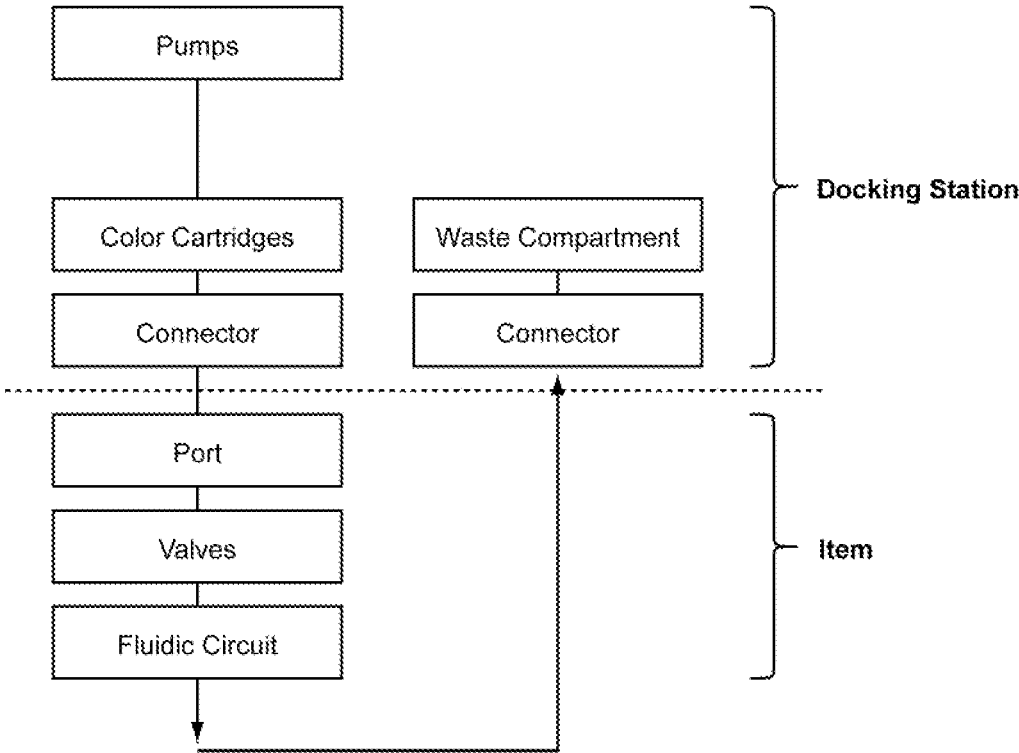 Pumps
Docking Station
Color Cartridges
Waste Compartment
Connector
Connector
Port
Valves
Item
Fluidic Circuit